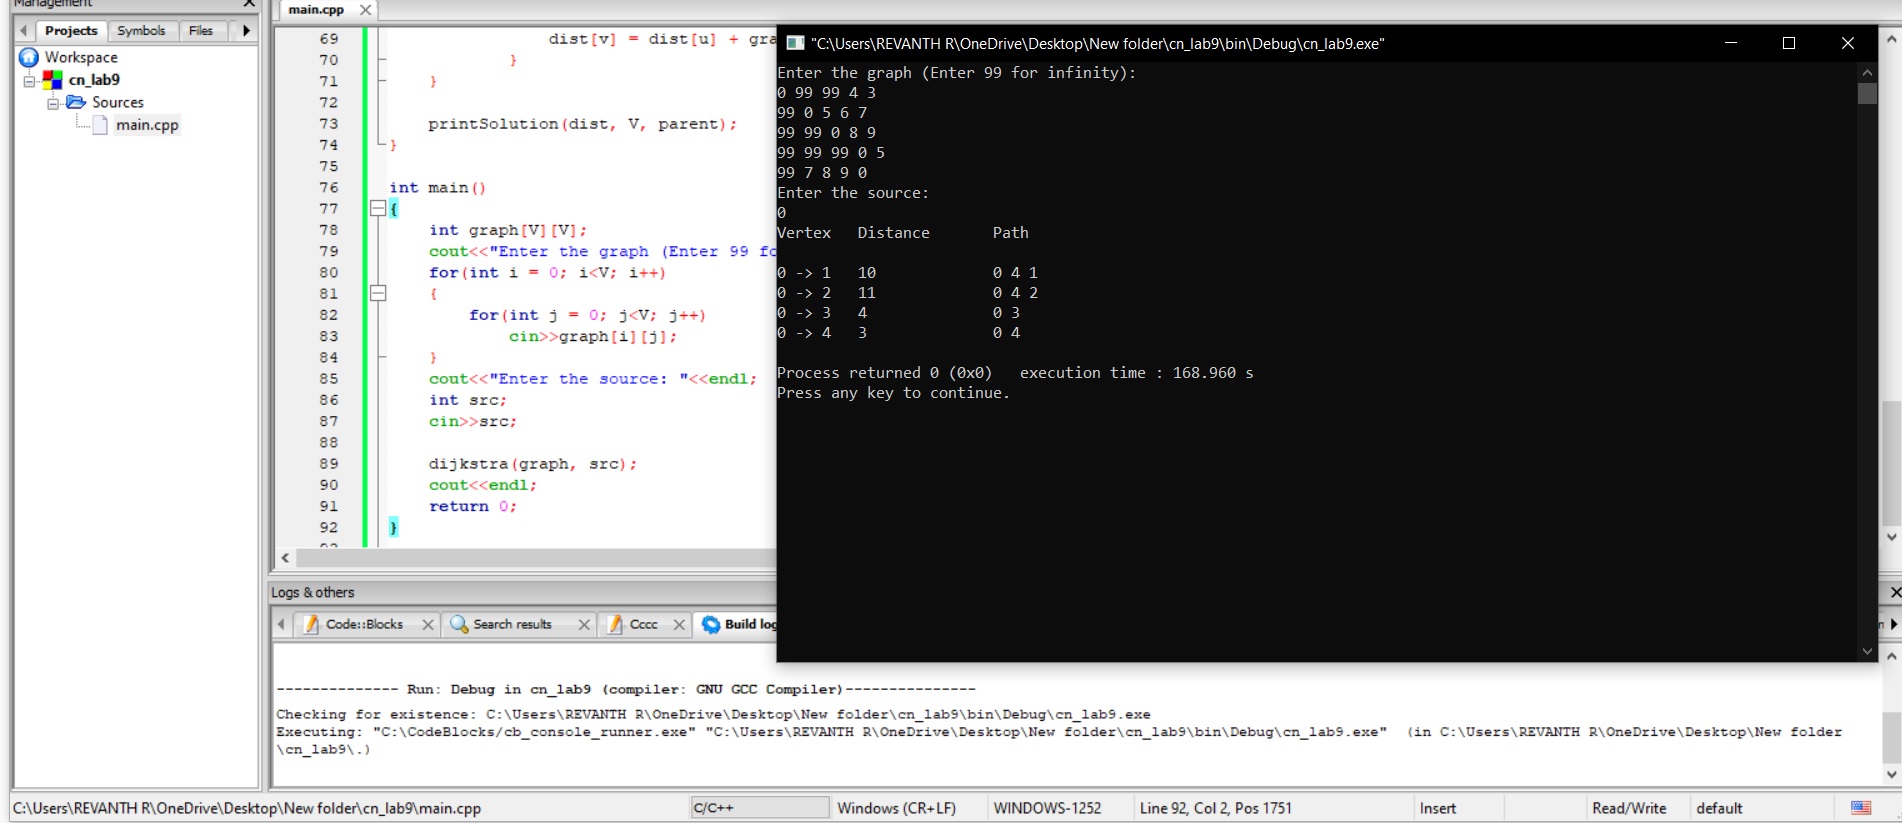 Management
Projects Symbols Files
Workspace
cn_lab9
Sources
main.cpp
main.cpp
69 dist[v] = dist[u] + gra
70 }
71 }
72
73 printSolution(dist, V, parent);
74 }
75
76 int main()
77 {
78 int graph[V][V];
79 cout<<"Enter the graph (Enter 99 fo
80 for(int i = 0; i<V; i++)
81 {
82 for(int j = 0; j<V; j++)
83 cin>>graph[i][j];
84 }
85 cout<<"Enter the source: "<<endl;
86 int src;
87 cin>>src;
88
89 dijkstra(graph, src);
90 cout<<endl;
91 return 0;
92 }
"C:\Users\REVANTH R\OneDrive\Desktop\New folder\cn_lab9\bin\Debug\cn_lab9.exe"
Enter the graph (Enter 99 for infinity):
0 99 99 4 3
99 0 5 6 7
99 99 0 8 9
99 99 99 0 5
99 7 8 9 0
Enter the source:
0
Vertex Distance Path
0 -> 1 10 0 4 1
0 -> 2 11 0 4 2
0 -> 3 4 0 3
0 -> 4 3 0 4
Process returned 0 (0x0) execution time : 168.960 s
Press any key to continue.
Logs & others
Code::Blocks Search results Cccc Build log
-------------- Run: Debug in cn_lab9 (compiler: GNU GCC Compiler)---------------
Checking for existence: C:\Users\REVANTH R\OneDrive\Desktop\New folder\cn_lab9\bin\Debug\cn_lab9.exe
Executing: "C:\CodeBlocks/cb_console_runner.exe" "C:\Users\REVANTH R\OneDrive\Desktop\New folder\cn_lab9\bin\Debug\cn_lab9.exe" (in C:\Users\REVANTH R\OneDrive\Desktop\New folder
\cn_lab9\.)
C:\Users\REVANTH R\OneDrive\Desktop\New folder\cn_lab9\main.cpp C/C++ Windows (CR+LF) WINDOWS-1252 Line 92, Col 2, Pos 1751 Insert Read/Write default